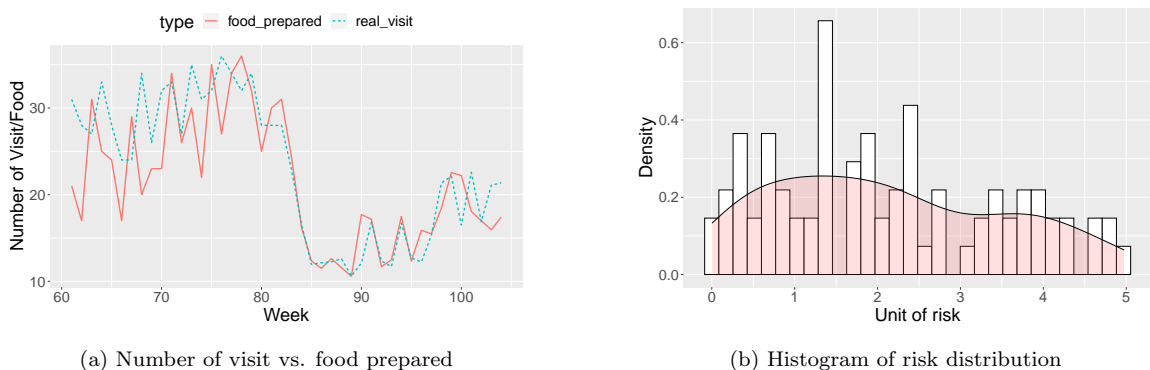 type food_prepared real_visit
Number of Visit/Food
30
20
10
60 70 80 90 100
Week
(a) Number of visit vs. food prepared
Density
0.6
0.4
0.2
0.0
0 1 2 3 4 5
Unit of risk
(b) Histogram of risk distribution